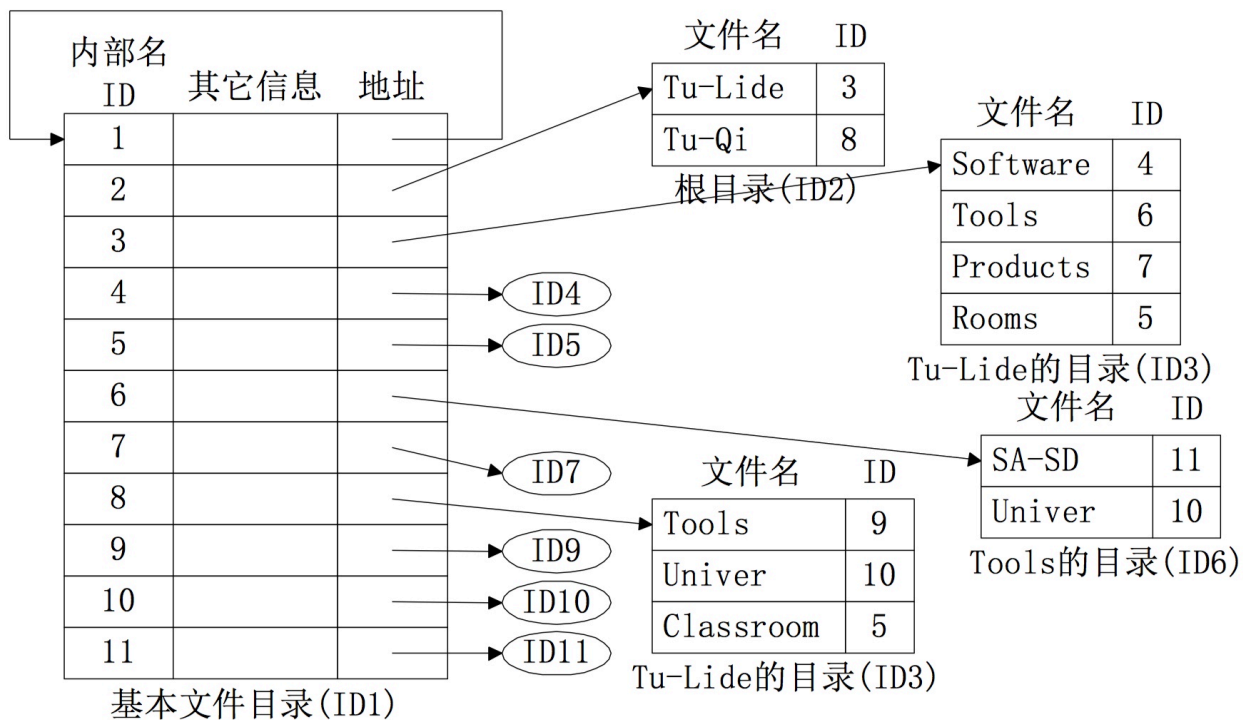 内部名
ID 其它信息 地址
1
2
3
4
5
6
7
8
9
10
11
基本文件目录(ID1)
文件名 ID
Tu-Lide 3
Tu-Qi 8
根目录(ID2)
文件名 ID
Software 4
Tools 6
Products 7
Rooms 5
Tu-Lide的目录(ID3)
ID4
ID5
ID7
ID9
ID10
ID11
文件名 ID
SA-SD 11
Univer 10
Tools的目录(ID6)
文件名 ID
Tools 9
Univer 10
Classroom 5
Tu-Lide的目录(ID3)